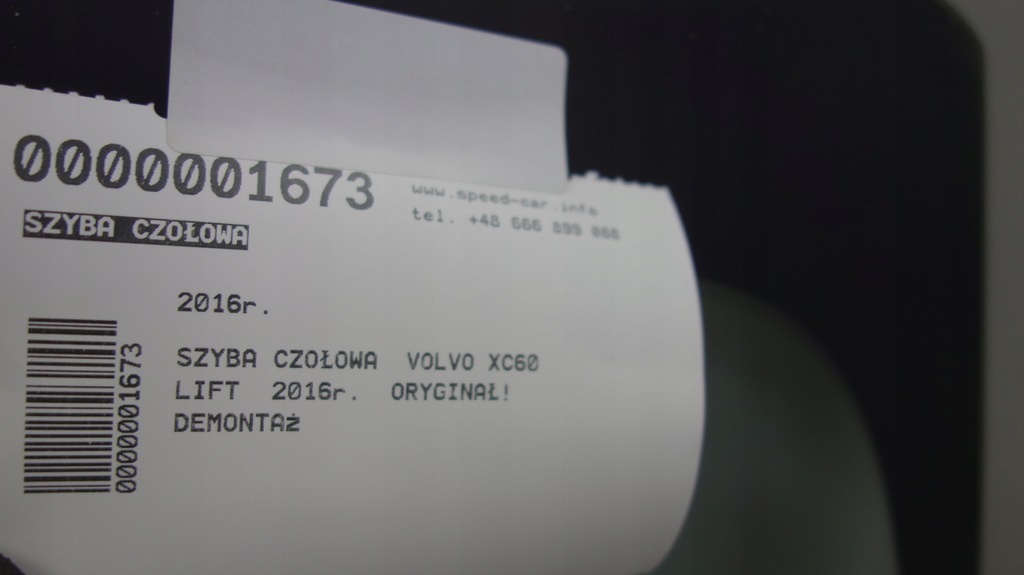 0000001673
www.speed-car.info
tel. +48 666 899 888
SZYBA CZOŁOWA
2016r.
SZYBA CZOŁOWA VOLVO XC60
LIFT 2016r. ORYGINAŁ!
DEMONTAż
0000001673